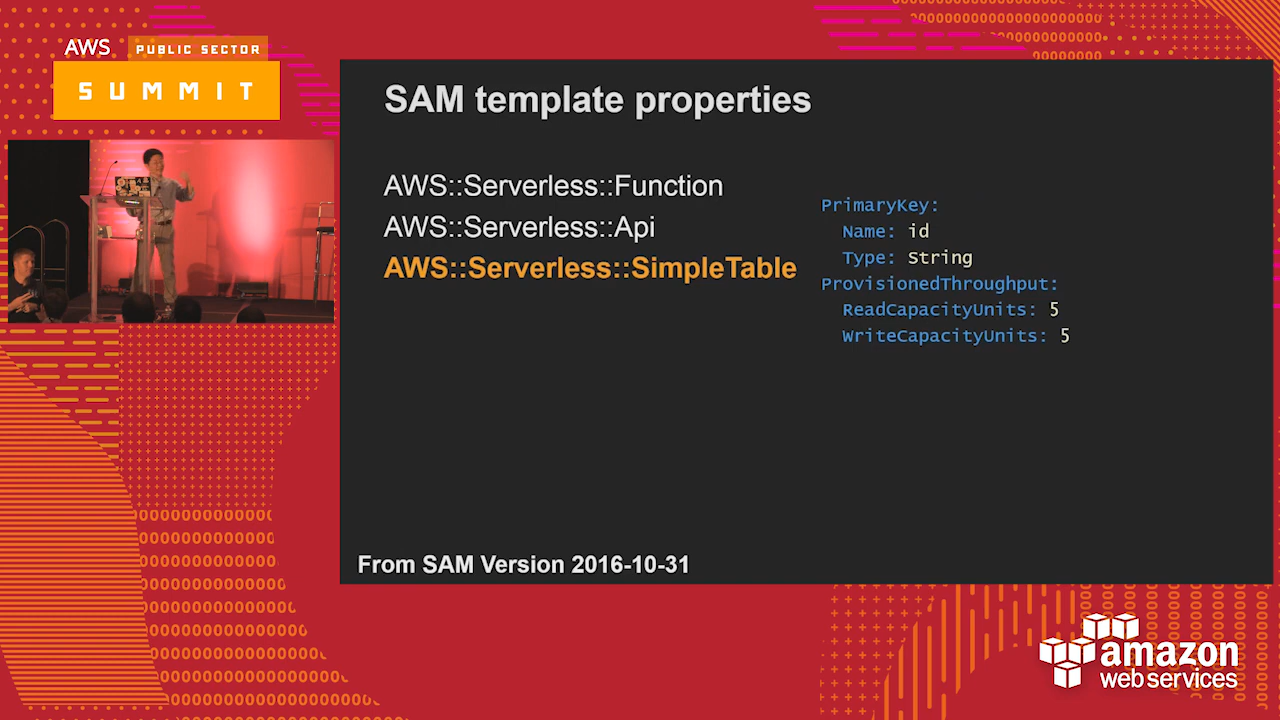 AWS PUBLIC SECTOR
SUMMIT
SAM template properties
AWS::Serverless::Function
AWS::Serverless::Api
AWS::Serverless::SimpleTable
PrimaryKey:
Name: id
Type: String
ProvisionedThroughput:
ReadCapacityUnits: 5
WriteCapacityUnits: 5
From SAM Version 2016-10-31
amazon
web services